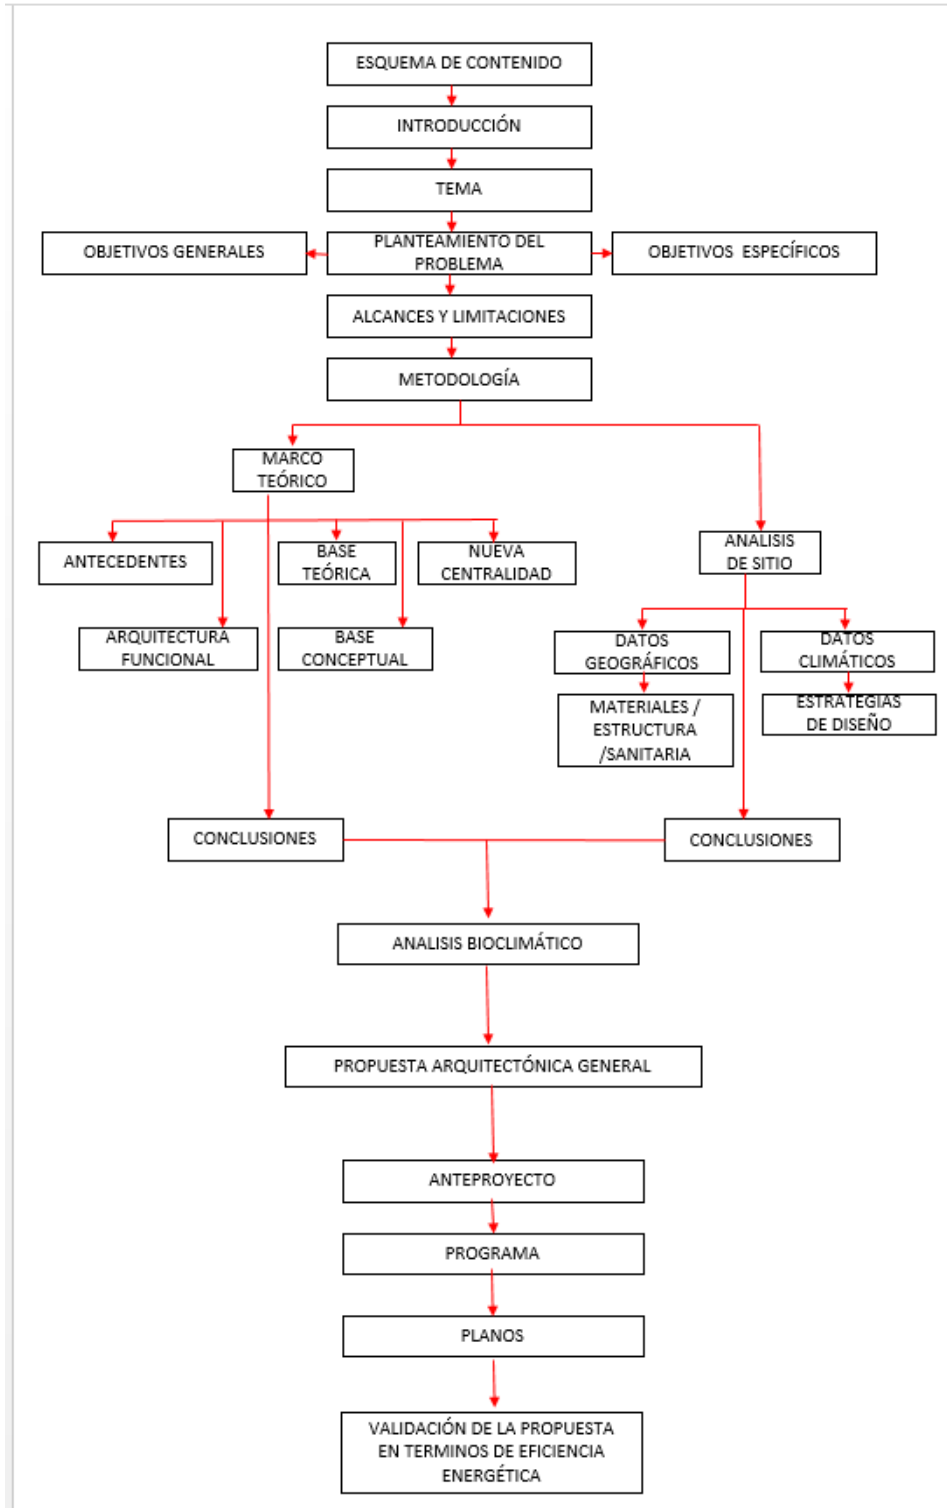 ESQUEMA DE CONTENIDO
INTRODUCCIÓN
TEMA
OBJETIVOS GENERALES
PLANTEAMIENTO DEL
PROBLEMA
OBJETIVOS ESPECÍFICOS
ALCANCES Y LIMITACIONES
METODOLOGÍA
MARCO
TEÓRICO
ANTECEDENTES
BASE
TEÓRICA
NUEVA
CENTRALIDAD
ARQUITECTURA
FUNCIONAL
BASE
CONCEPTUAL
ANALISIS
DE SITIO
DATOS
GEOGRÁFICOS
DATOS
CLIMÁTICOS
MATERIALES /
ESTRUCTURA
/SANITARIA
ESTRATEGIAS
DE DISEÑO
CONCLUSIONES
CONCLUSIONES
ANALISIS BIOCLIMÁTICO
PROPUESTA ARQUITECTÓNICA GENERAL
ANTEPROYECTO
PROGRAMA
PLANOS
VALIDACIÓN DE LA PROPUESTA
EN TERMINOS DE EFICIENCIA
ENERGÉTICA